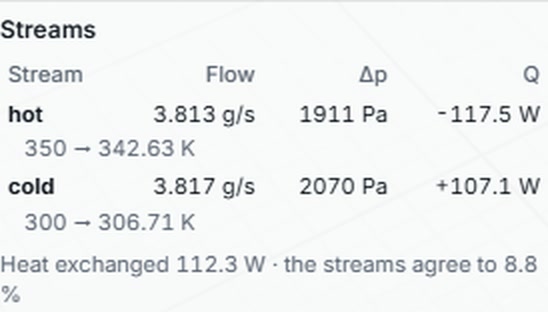 Streams
Stream Flow Δp Q
hot 3.813 g/s 1911 Pa -117.5 W
350 → 342.63 K
cold 3.817 g/s 2070 Pa +107.1 W
300 → 306.71 K
Heat exchanged 112.3 W · the streams agree to 8.8
%